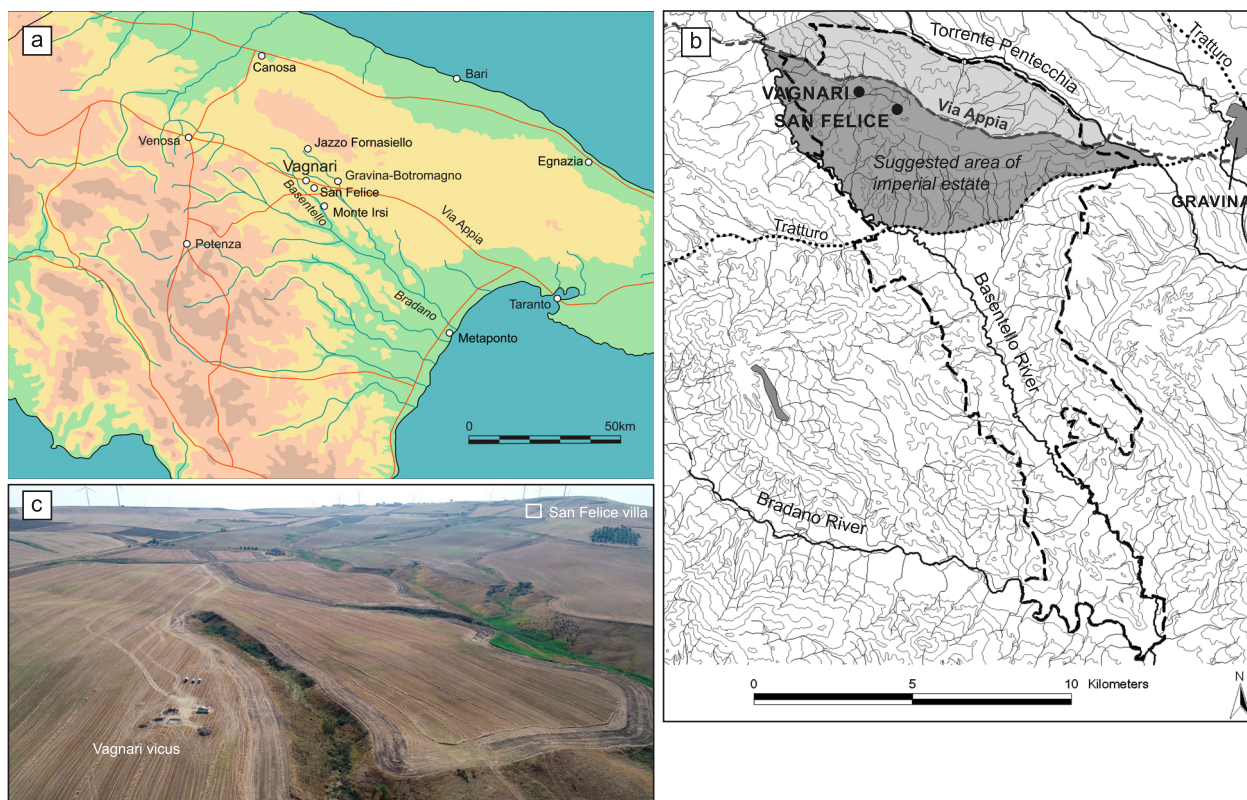 a
Canosa
Bari
Venosa
Jazzo Fornasiello
Vagnari
Gravina-Botromagno
San Felice
Basentello
Monte Irsi
Egnazia
Via Appia
Potenza
Bradano
Taranto
Metaponto
0
50km
b
Torrente Pentecchia
Tratturo
VAGNARI
Via Appia
SAN FELICE
Suggested area of
imperial estate
GRAVINA
Tratturo
Basentello
River
Bradano River
0
5
10
Kilometers
N
c
San Felice villa
Vagnari vicus